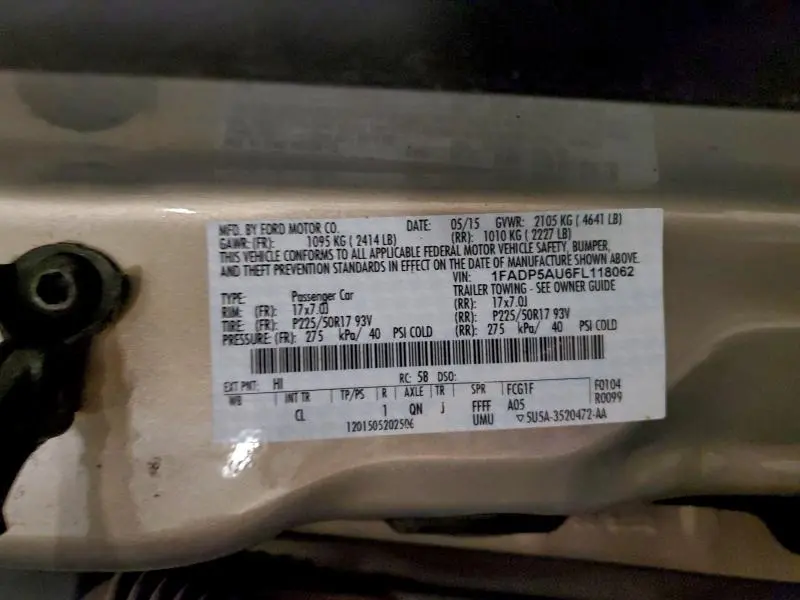 MFD. BY FORD MOTOR CO. DATE: 05/15 GVWR: 2105 KG ( 4641 LB)
GAWR: (FR): 1095 KG ( 2414 LB) (RR): 1010 KG ( 2227 LB)
THIS VEHICLE CONFORMS TO ALL APPLICABLE FEDERAL MOTOR VEHICLE SAFETY, BUMPER,
AND THEFT PREVENTION STANDARDS IN EFFECT ON THE DATE OF MANUFACTURE SHOWN ABOVE.
VIN: 1FADP5AU6FL118062
TYPE: Passenger Car TRAILER TOWING - SEE OWNER GUIDE
RIM: (FR): 17x7.0J (RR): 17x7.0J
TIRE: (FR): P225/50R17 93V (RR): P225/50R17 93V
PRESSURE: (FR): 275 kPa/ 40 PSI COLD (RR): 275 kPa/ 40 PSI COLD
EXT PNT: HI RC: 58 DSO: FCG1F F0104
WB INT TR TP/PS R AXLE TR SPR A05 R0099
CL 1 QN J FFFF
1201505202506 UMU ▽ 5U5A-3520472-AA